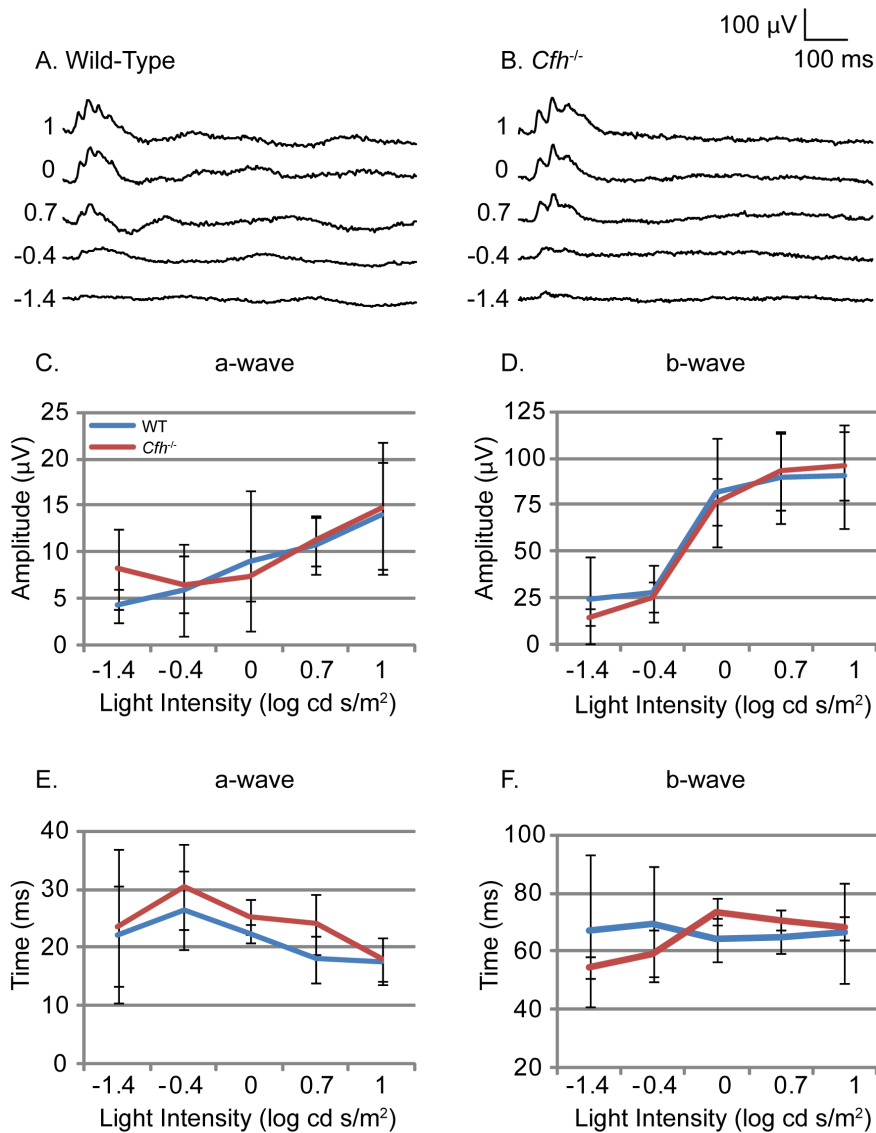 100 µV
100 ms
A. Wild-Type
1
0
0.7
-0.4
-1.4
B. Cfh-/-
1
0
0.7
-0.4
-1.4
C. a-wave
WT
Cfh-/-
Amplitude (µV)
25
20
15
10
5
0
-1.4 -0.4 0 0.7 1
Light Intensity (log cd s/m²)
D. b-wave
Amplitude (µV)
125
100
75
50
25
0
-1.4 -0.4 0 0.7 1
Light Intensity (log cd s/m²)
E. a-wave
Time (ms)
40
30
20
10
0
-1.4 -0.4 0 0.7 1
Light Intensity (log cd s/m²)
F. b-wave
Time (ms)
100
80
60
40
20
-1.4 -0.4 0 0.7 1
Light Intensity (log cd s/m²)